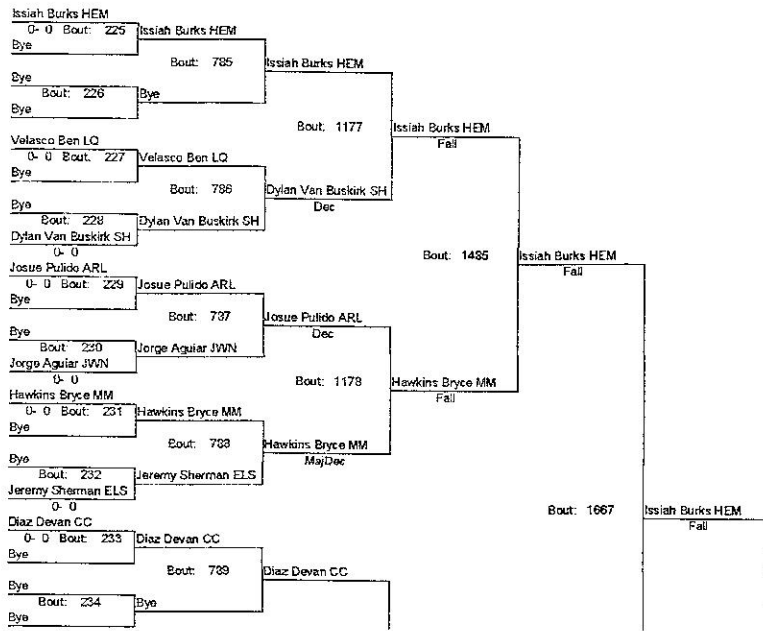 Issiah Burks HEM
0- 0 Bout: 225
Bye
Issiah Burks HEM
Bout: 785
Issiah Burks HEM
Bye
Bout: 226
Bye
Bye
Bout: 1177
Issiah Burks HEM
Fall
Velasco Ben LQ
0- 0 Bout: 227
Bye
Velasco Ben LQ
Bout: 786
Dylan Van Buskirk SH
Dec
Bye
Bout: 228
Dylan Van Buskirk SH
0- 0
Dylan Van Buskirk SH
Bout: 1485
Issiah Burks HEM
Fall
Josue Pulido ARL
0- 0 Bout: 229
Bye
Josue Pulido ARL
Bout: 787
Josue Pulido ARL
Dec
Bye
Bout: 230
Jorge Aguiar JWN
0- 0
Jorge Aguiar JWN
Bout: 1178
Hawkins Bryce MM
Fall
Hawkins Bryce MM
0- 0 Bout: 231
Bye
Hawkins Bryce MM
Bout: 788
Hawkins Bryce MM
MajDec
Bye
Bout: 232
Jeremy Sherman ELS
0- 0
Jeremy Sherman ELS
Bout: 1667
Issiah Burks HEM
Fall
Diaz Devan CC
0- 0 Bout: 233
Bye
Diaz Devan CC
Bout: 789
Diaz Devan CC
Bye
Bout: 234
Bye
Bye